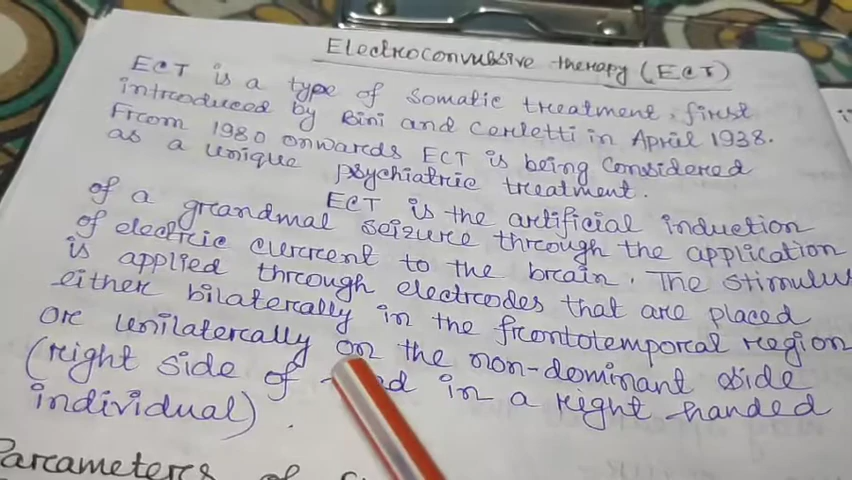 Electroconvulsive therapy (ECT)
ECT is a type of somatic treatment, first
introduced by Bini and Cerletti in April 1938.
From 1980 onwards ECT is being considered
as a unique psychiatric treatment.
ECT is the artificial induction
of a grandmal seizure through the application
of electric current to the brain. The stimulus
is applied through electrodes that are placed
either bilaterally in the frontotemporal region
or unilaterally on the non-dominant side
(right side of in a right handed
individual).
Parameters of